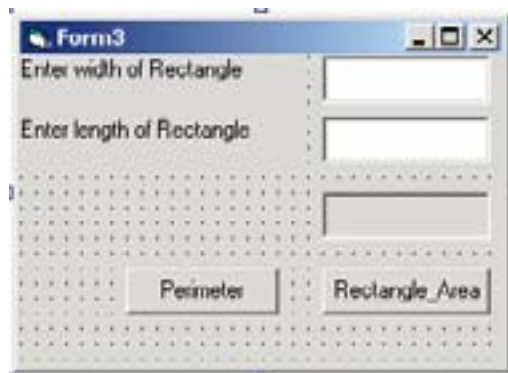 Form3
Enter width of Rectangle
Enter length of Rectangle
Perimeter
Rectangle_Area